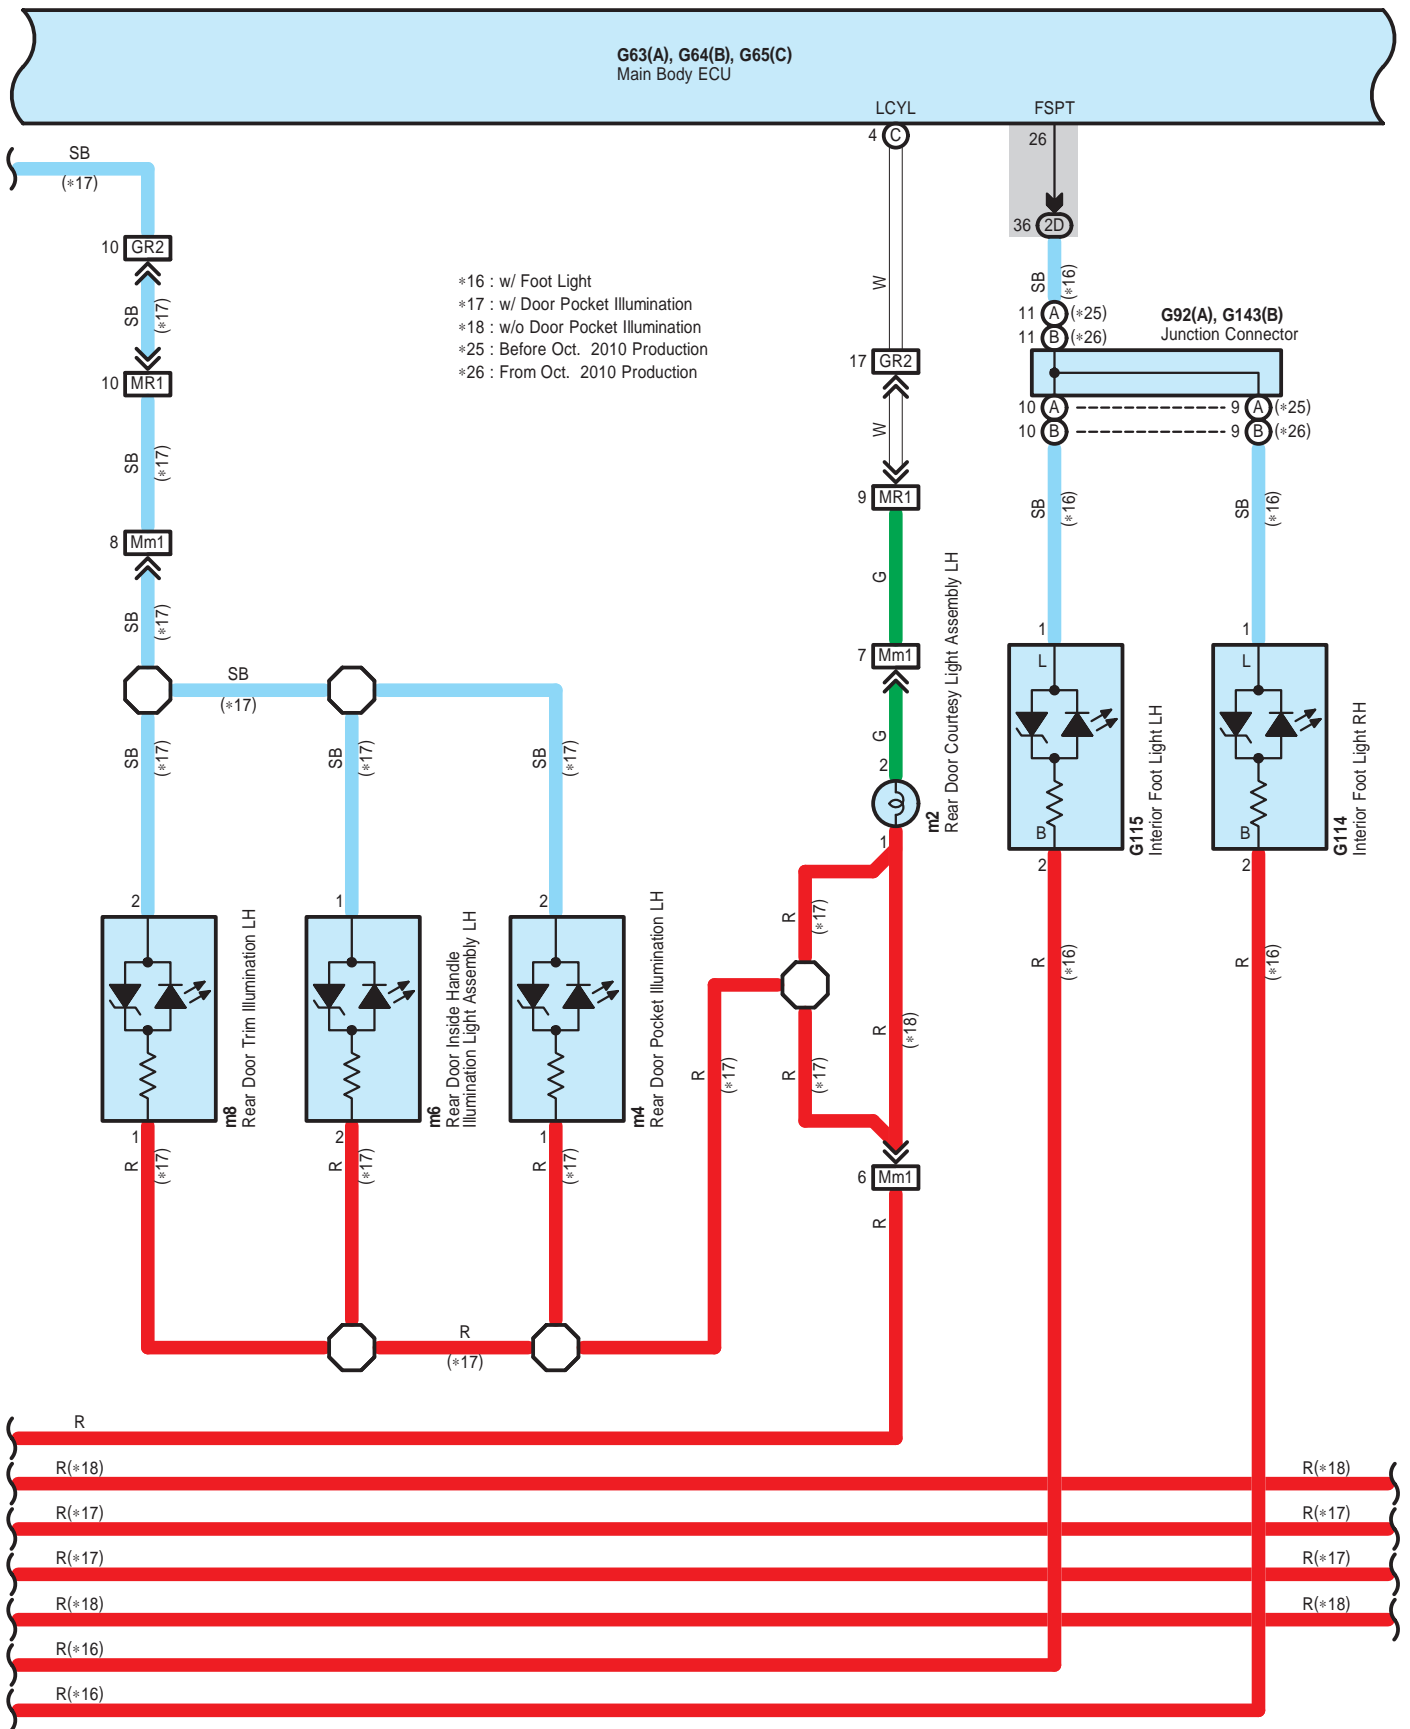 G63(A), G64(B), G65(C)
Main Body ECU
LCYL
FSPT
4 C
26
SB
(*17)
36 2D
10 GR2
SB
(*16)
*16 : w/ Foot Light
*17 : w/ Door Pocket Illumination
*18 : w/o Door Pocket Illumination
*25 : Before Oct. 2010 Production
*26 : From Oct. 2010 Production
W
SB
(*17)
11 A (*25)
11 B (*26)
G92(A), G143(B)
Junction Connector
17 GR2
10 MR1
10 A
9 A (*25)
10 B
9 B (*26)
W
SB
(*17)
9 MR1
SB
(*16)
SB
(*16)
8 Mm1
G
SB
(*17)
7 Mm1
1
1
L
L
SB
(*17)
SB
(*17)
SB
(*17)
SB
(*17)
G
2
m2
Rear Door Courtesy Light Assembly LH
1
B
B
G115
Interior Foot Light LH
G114
Interior Foot Light RH
2
2
2
1
2
R
(*17)
R
(*16)
R
(*16)
m8
Rear Door Trim Illumination LH
m6
Rear Door Inside Handle
Illumination Light Assembly LH
m4
Rear Door Pocket Illumination LH
R
(*18)
R
(*17)
R
(*17)
1
2
1
R
(*17)
R
(*17)
R
(*17)
6 Mm1
R
R
(*17)
R
R(*18)
R(*18)
R(*17)
R(*17)
R(*17)
R(*17)
R(*18)
R(*18)
R(*16)
R(*16)